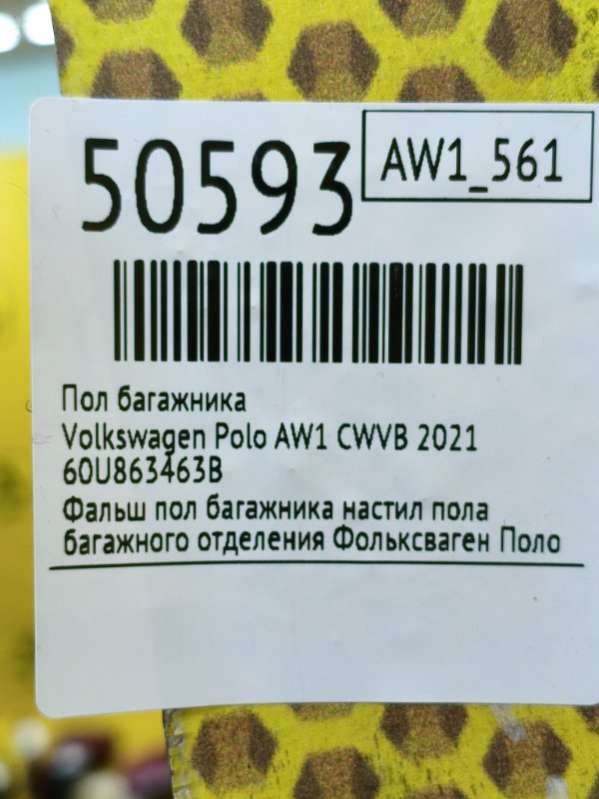 50593
AW1_561
Пол багажника
Volkswagen Polo AW1 CWVB 2021
60U863463B
Фальш пол багажника настил пола
багажного отделения Фольксваген Поло